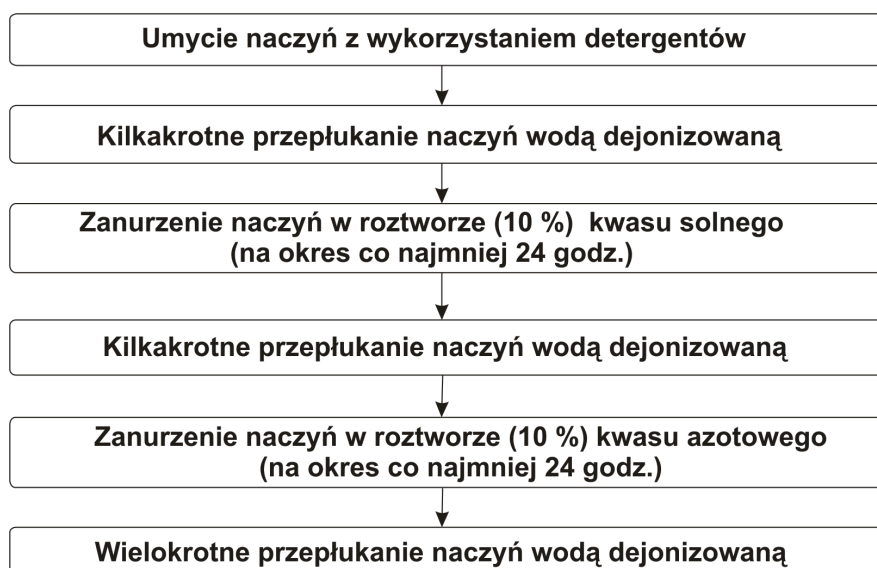 Umycie naczyń z wykorzystaniem detergentów
Kilkakrotne przepłukanie naczyń wodą dejonizowaną
Zanurzenie naczyń w roztworze (10 %) kwasu solnego
(na okres co najmniej 24 godz.)
Kilkakrotne przepłukanie naczyń wodą dejonizowaną
Zanurzenie naczyń w roztworze (10 %) kwasu azotowego
(na okres co najmniej 24 godz.)
Wielokrotne przepłukanie naczyń wodą dejonizowaną